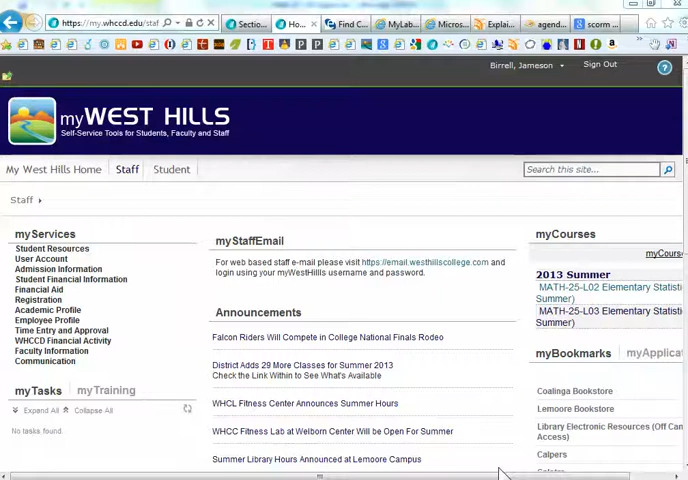 https://my.whccd.edu/staf
Sectio...
Ho...
Find C...
MyLab...
Micros...
Explai...
agend...
scorm ...
Birrell, Jameson
Sign Out
myWEST HILLS
Self-Service Tools for Students, Faculty and Staff
My West Hills Home
Staff
Student
Search this site...
Staff
myServices
Student Resources
User Account
Admission Information
Student Financial Information
Financial Aid
Registration
Academic Profile
Employee Profile
Time Entry and Approval
WHCCD Financial Activity
Faculty Information
Communication
myTasks
myTraining
Expand All
Collapse All
No tasks found.
myStaffEmail
For web based staff e-mail please visit https://email.westhillscollege.com and
login using your myWestHillls username and password.
Announcements
Falcon Riders Will Compete in College National Finals Rodeo
District Adds 29 More Classes for Summer 2013
Check the Link Within to See What's Available
WHCL Fitness Center Announces Summer Hours
WHCC Fitness Lab at Welborn Center Will be Open For Summer
Summer Library Hours Announced at Lemoore Campus
myCourses
myCours
2013 Summer
MATH-25-L02 Elementary Statisti
Summer)
MATH-25-L03 Elementary Statisti
Summer)
myBookmarks
myApplicat
Coalinga Bookstore
Lemoore Bookstore
Library Electronic Resources (Off Can
Access)
Calpers